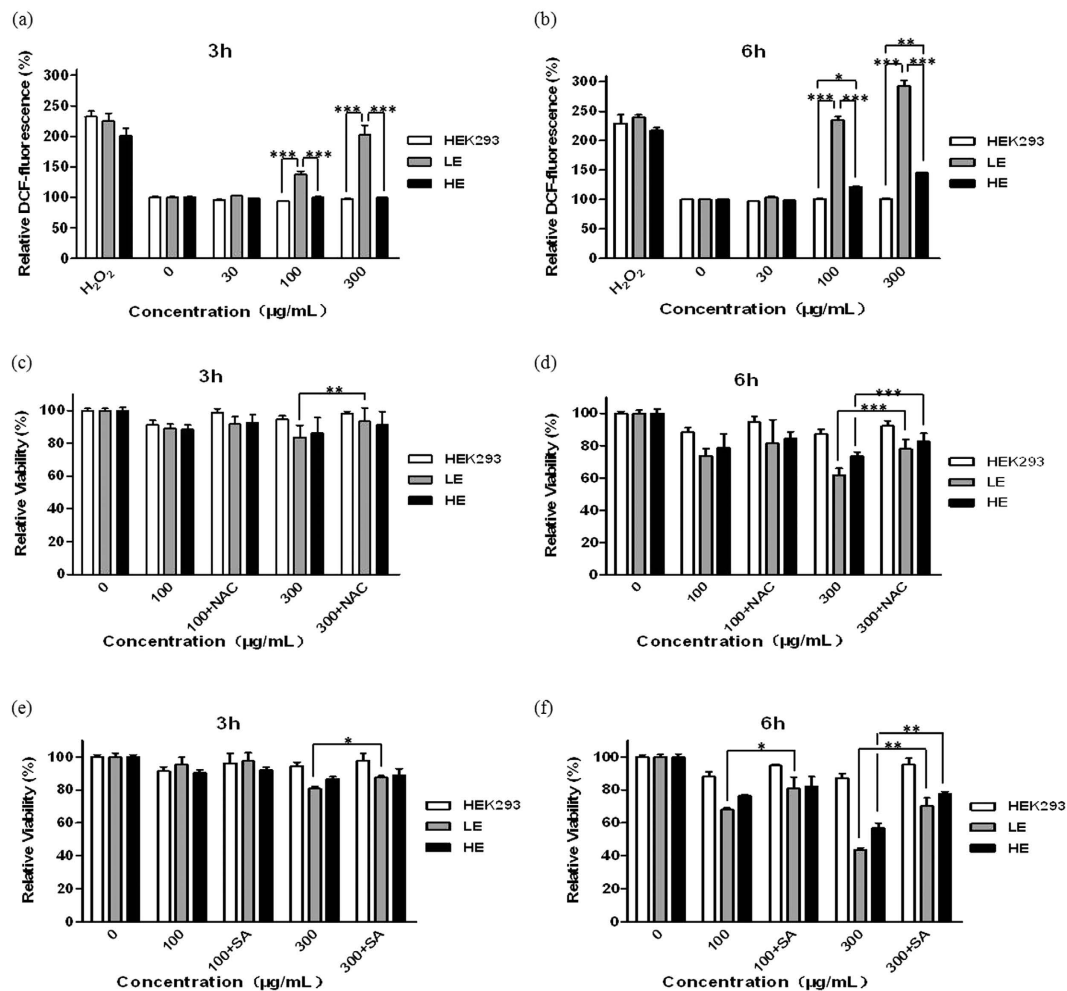 (a)
3h
Relative DCF-fluorescence (%)
300
250
200
150
100
50
0
*** ***
*** ***
HEK293
LE
HE
H₂O₂ 0 30 100 300
Concentration (μg/mL)
(b)
6h
Relative DCF-fluorescence (%)
300
250
200
150
100
50
0
*
*** ***
**
*** ***
HEK293
LE
HE
H₂O₂ 0 30 100 300
Concentration (μg/mL)
(c)
3h
Relative Viability (%)
100
80
60
40
20
0
**
HEK293
LE
HE
0 100 100+NAC 300 300+NAC
Concentration (μg/mL)
(d)
6h
Relative Viability (%)
100
80
60
40
20
0
***
***
HEK293
LE
HE
0 100 100+NAC 300 300+NAC
Concentration (μg/mL)
(e)
3h
Relative Viability (%)
100
80
60
40
20
0
*
HEK293
LE
HE
0 100 100+SA 300 300+SA
Concentration (μg/mL)
(f)
6h
Relative Viability (%)
100
80
60
40
20
0
*
**
**
HEK293
LE
HE
0 100 100+SA 300 300+SA
Concentration (μg/mL)